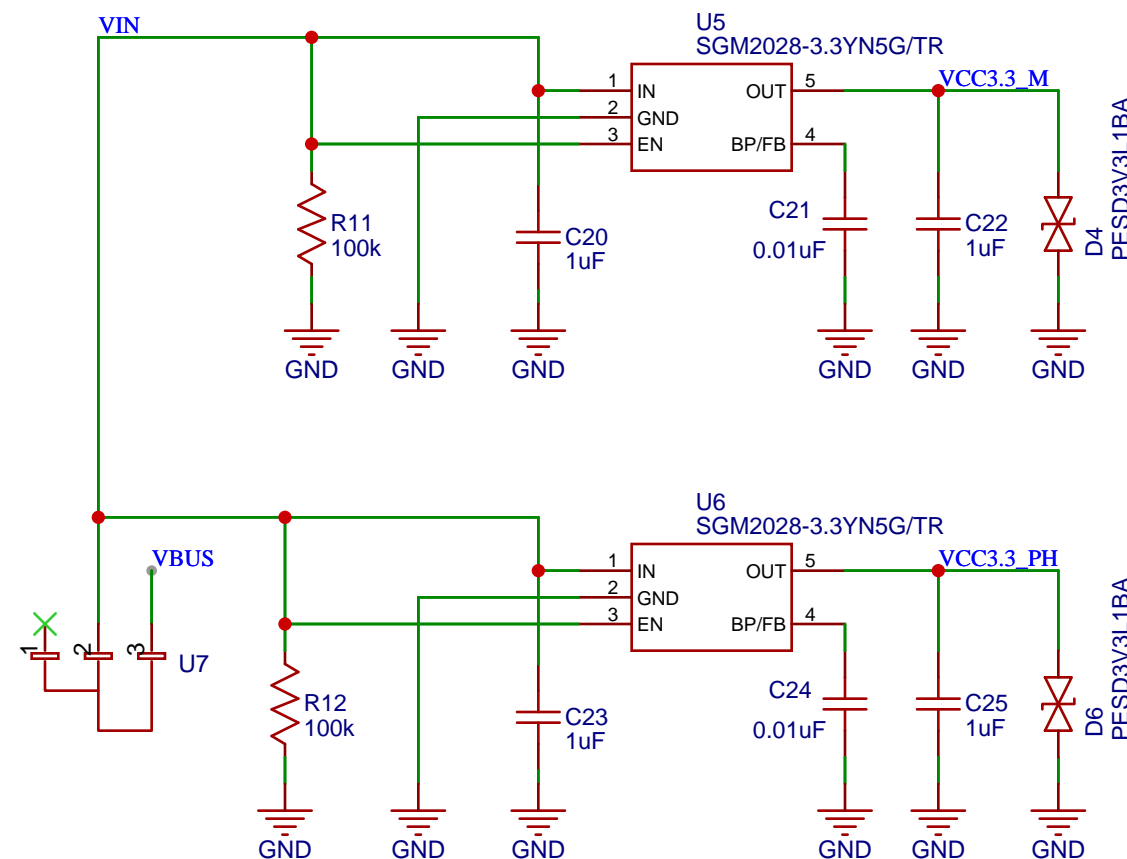 VIN
U5
SGM2028-3.3YN5G/TR
1 IN
2 GND
3 EN
OUT 5
BP/FB 4
VCC3.3_M
R11
100k
C20
1uF
C21
0.01uF
C22
1uF
D4
PESD3V3L1BA
GND
GND
GND
GND
GND
GND
U6
SGM2028-3.3YN5G/TR
1 IN
2 GND
3 EN
OUT 5
BP/FB 4
VCC3.3_PH
VBUS
1
2
3
U7
R12
100k
C23
1uF
C24
0.01uF
C25
1uF
D6
PESD3V3L1BA
GND
GND
GND
GND
GND
GND